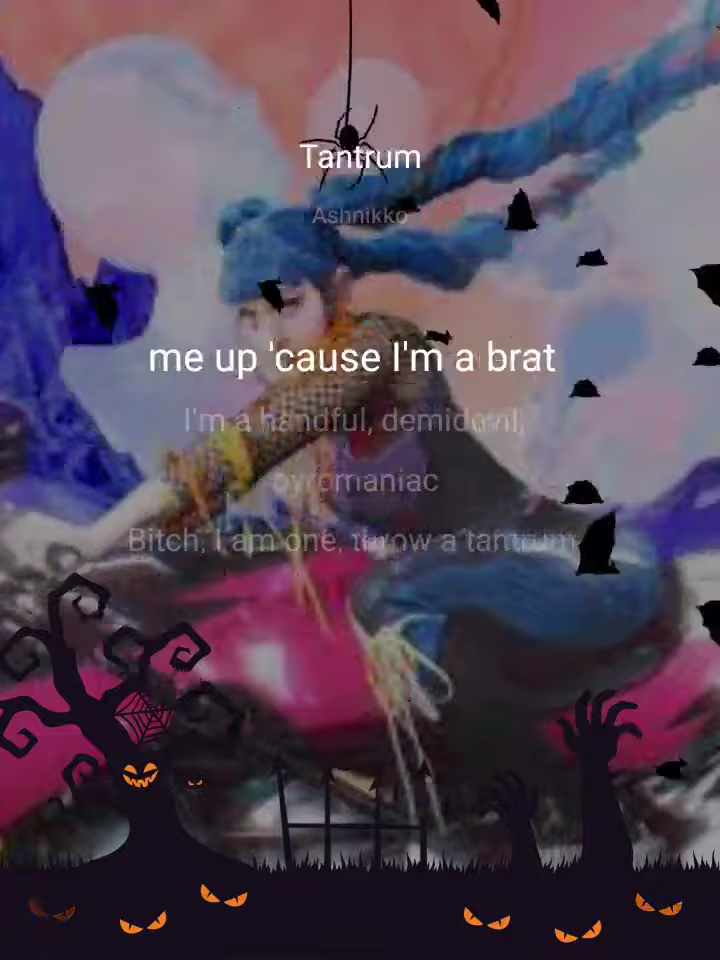 Tantrum
Ashnikko
me up 'cause I'm a brat
I'm a handful, demidevil,
pyromaniac
Bitch, I am one, throw a tantrum